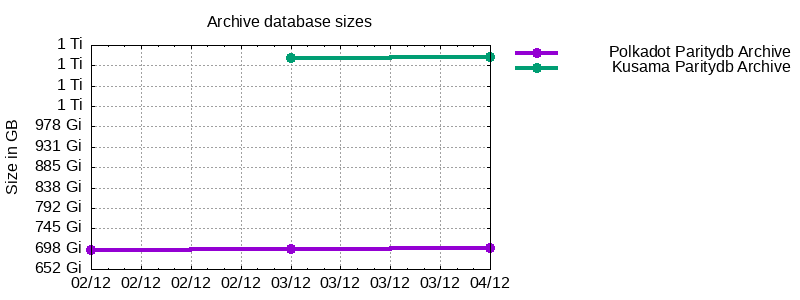 Archive database sizes
Polkadot Paritydb Archive
Kusama Paritydb Archive
Size in GB
1 Ti
1 Ti
1 Ti
1 Ti
978 Gi
931 Gi
885 Gi
838 Gi
792 Gi
745 Gi
698 Gi
652 Gi
02/12 02/12 02/12 02/12 03/12 03/12 03/12 03/12 04/12